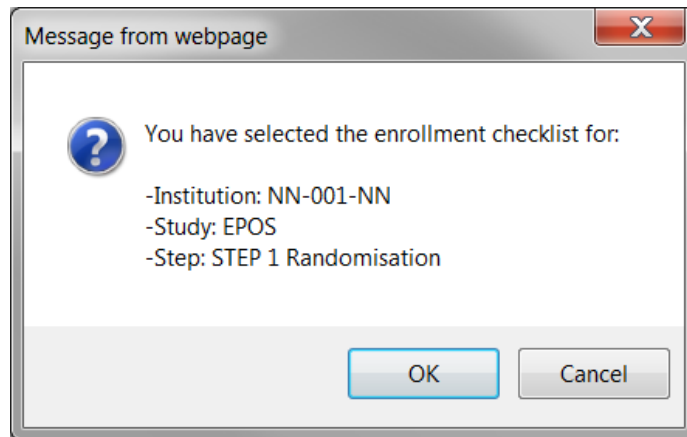 Message from webpage
You have selected the enrollment checklist for:
-Institution: NN-001-NN
-Study: EPOS
-Step: STEP 1 Randomisation
OK
Cancel